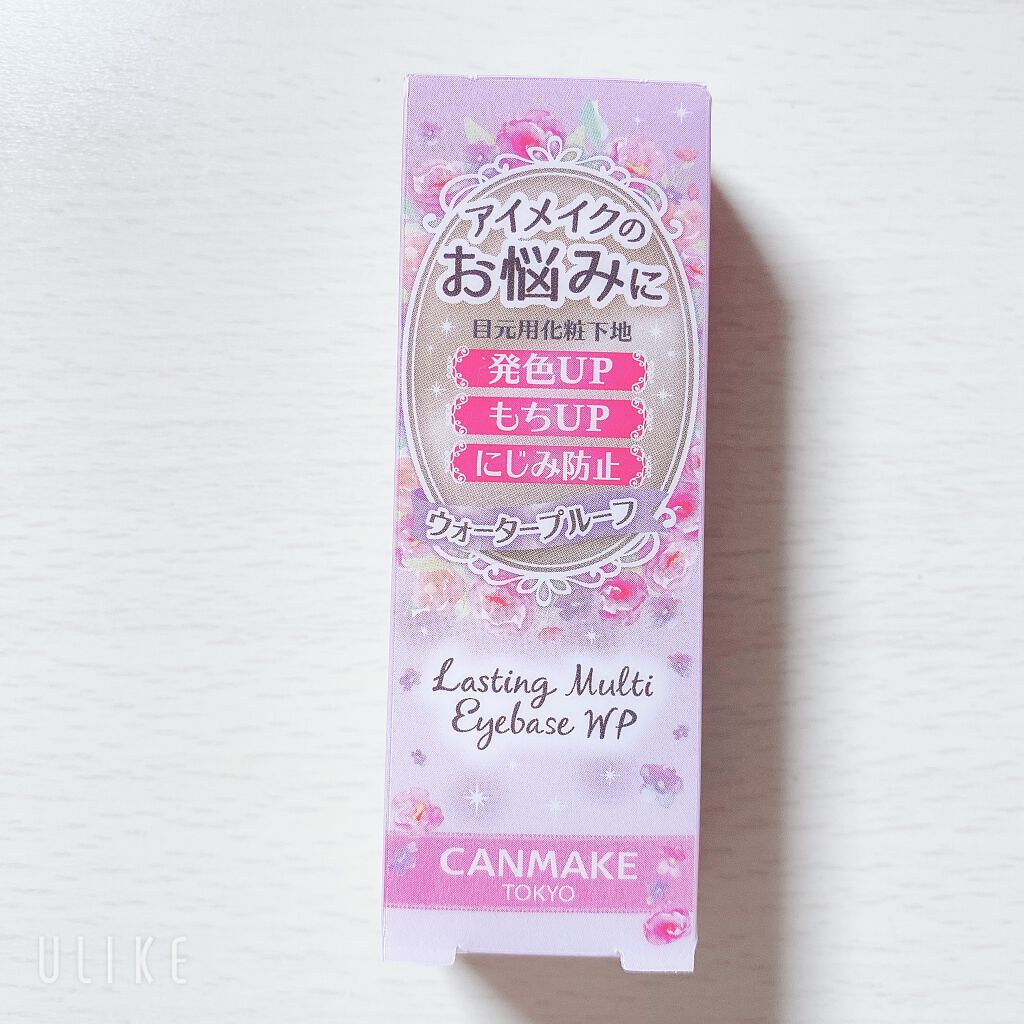 アイメイクの
お悩みに
目元用化粧下地
発色UP
もちUP
にじみ防止
ウォータープルーフ
Lasting Multi
Eyebase WP
CANMAKE
TOKYO
ULIKE